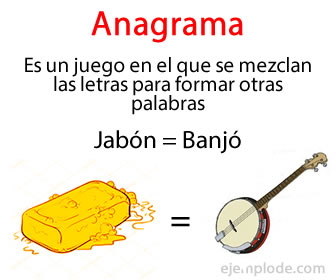 Anagrama
Es un juego en el que se mezclan
las letras para formar otras
palabras
Jabón = Banjó
=
ejemplode.com